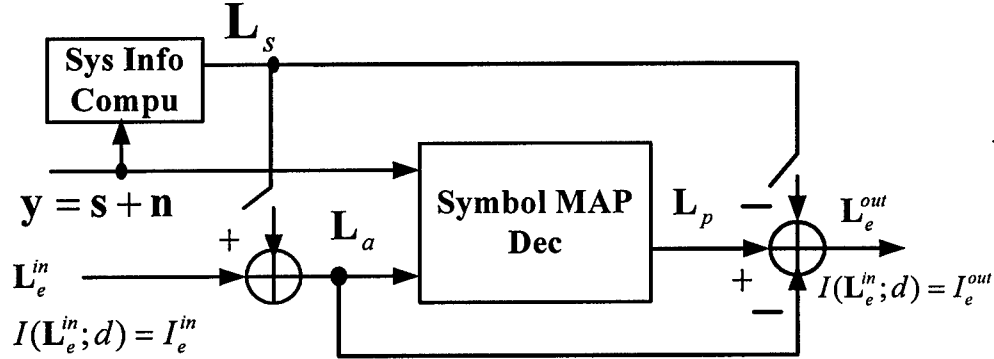 L_s
Sys Info
Compu
y = s + n
Symbol MAP
Dec
L_a
L_p
L_e^{out}
+
−
L_e^{in}
+
−
I(L_e^{in}; d) = I_e^{out}
I(L_e^{in}; d) = I_e^{in}